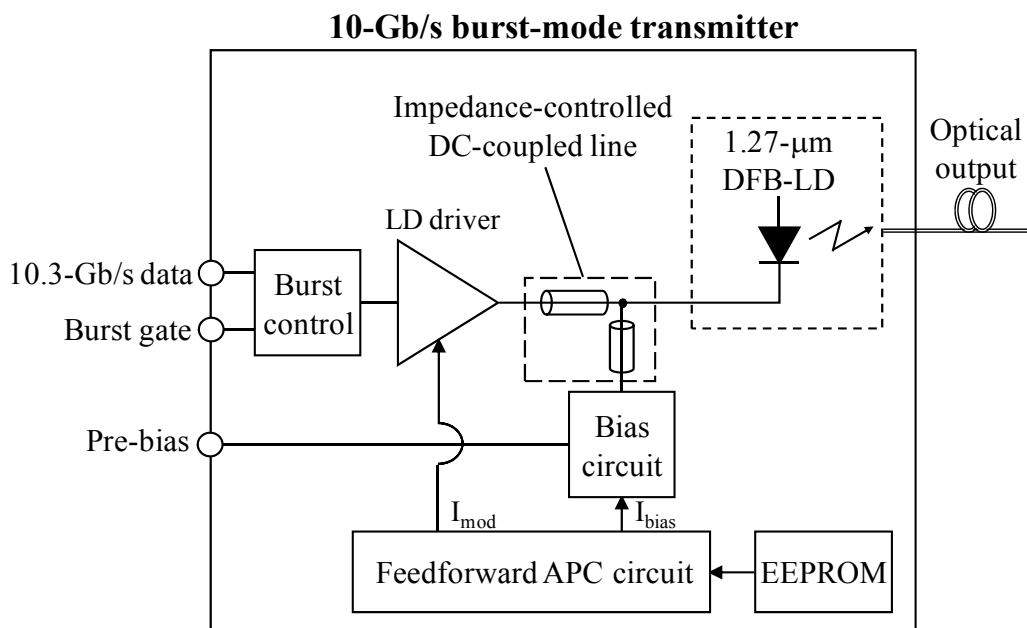 10-Gb/s burst-mode transmitter
Impedance-controlled
DC-coupled line
1.27-μm
DFB-LD
Optical
output
LD driver
10.3-Gb/s data
Burst gate
Burst
control
Pre-bias
Bias
circuit
I_mod
I_bias
Feedforward APC circuit
EEPROM